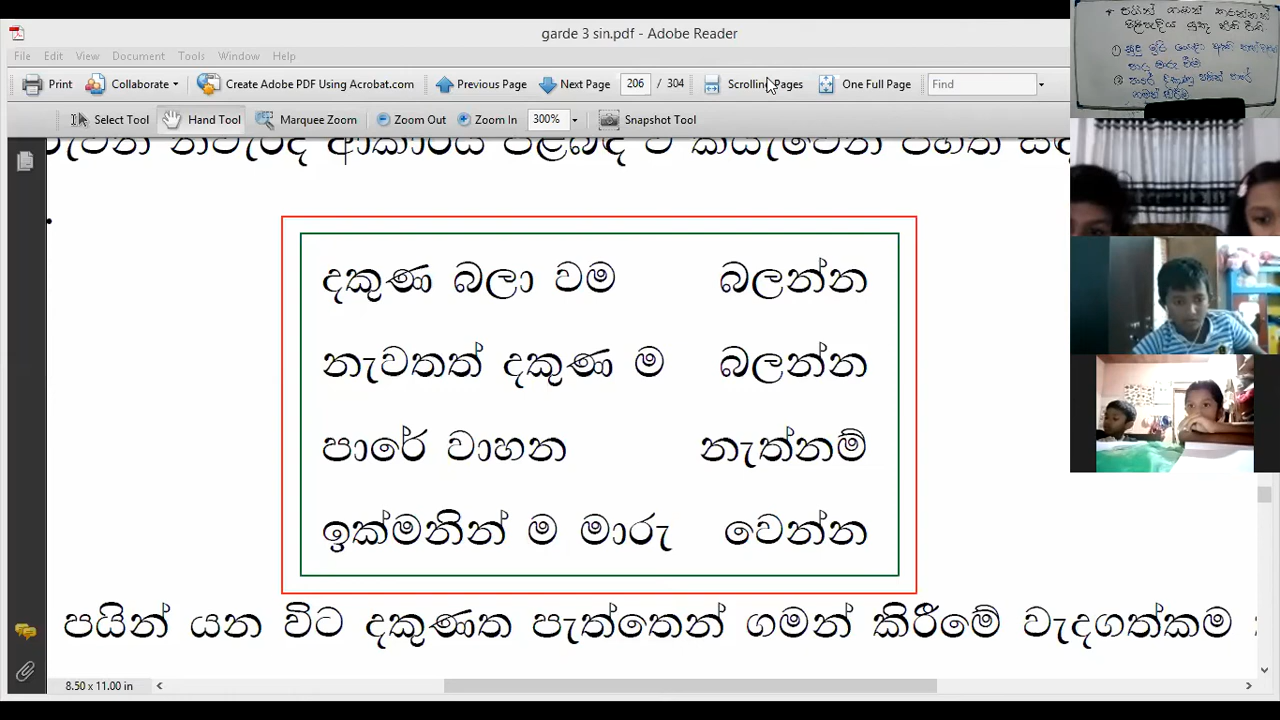 garde 3 sin.pdf - Adobe Reader
File Edit View Document Tools Window Help
Print Collaborate Create Adobe PDF Using Acrobat.com Previous Page Next Page 206 / 304 Scrolling Pages One Full Page Find
Select Tool Hand Tool Marquee Zoom Zoom Out Zoom In 300% Snapshot Tool
දකුණ බලා වම බලන්න
නැවතත් දකුණ ම බලන්න
පාරේ වාහන නැත්නම්
ඉක්මනින් ම මාරු වෙන්න
පයින් යන විට දකුණත පැත්තෙන් ගමන් කිරීමේ වැදගත්කම
8.50 x 11.00 in